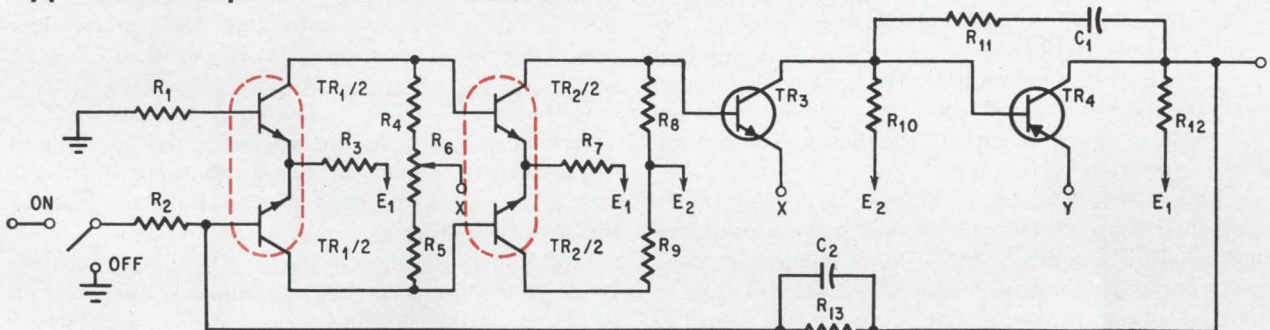 R1
R2
ON
OFF
TR1/2
TR1/2
R3
E1
R4
R6
X
R5
TR2/2
TR2/2
R7
E1
R8
E2
R9
TR3
X
R10
E2
R11
C1
TR4
Y
R12
E1
C2
R13